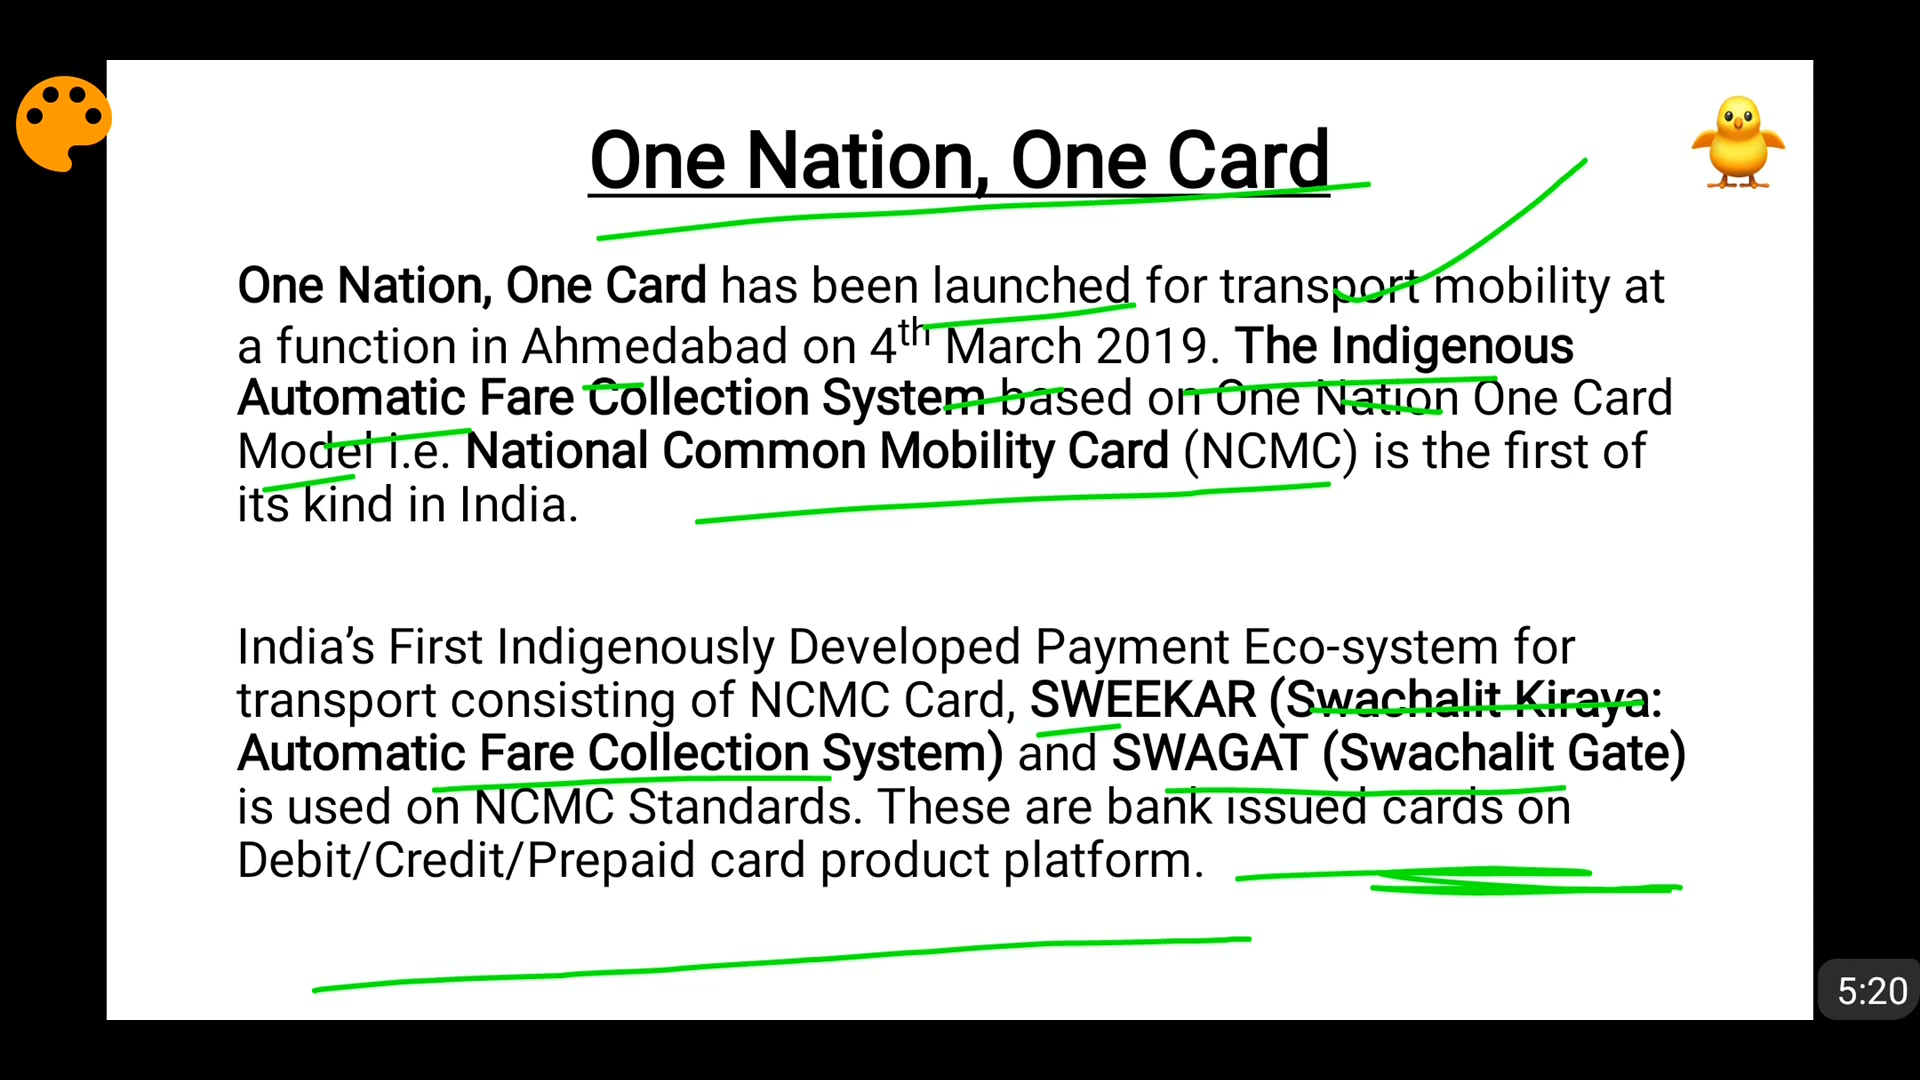 One Nation, One Card
One Nation, One Card has been launched for transport mobility at
a function in Ahmedabad on 4th March 2019. The Indigenous
Automatic Fare Collection System based on One Nation One Card
Model i.e. National Common Mobility Card (NCMC) is the first of
its kind in India.
India’s First Indigenously Developed Payment Eco-system for
transport consisting of NCMC Card, SWEEKAR (Swachalit Kiraya:
Automatic Fare Collection System) and SWAGAT (Swachalit Gate)
is used on NCMC Standards. These are bank issued cards on
Debit/Credit/Prepaid card product platform.
5:20